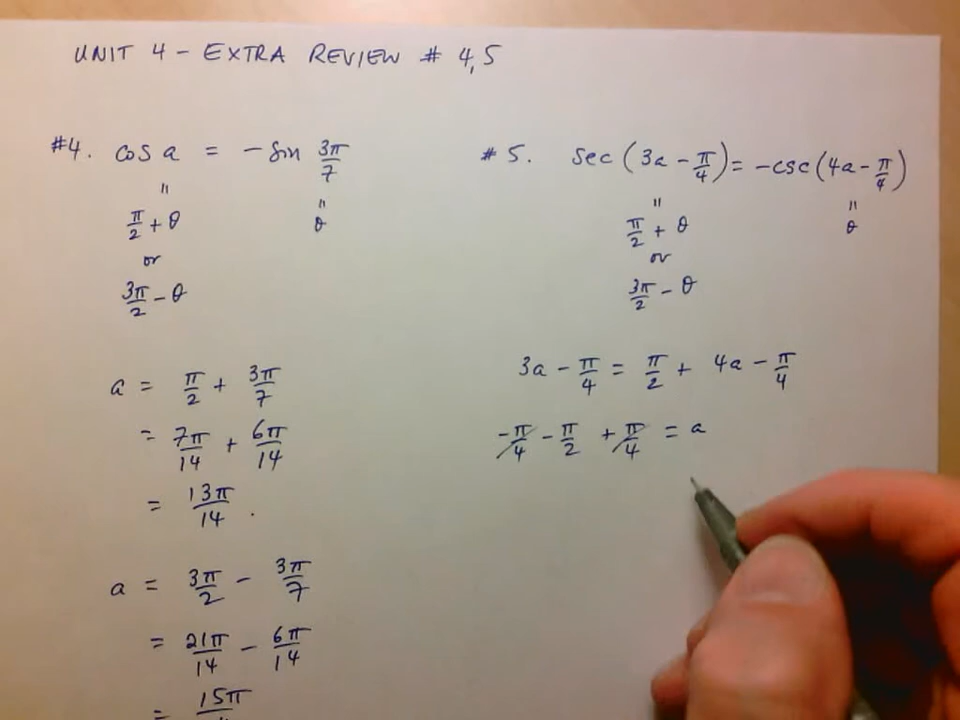 UNIT 4 - EXTRA REVIEW # 4,5
#4. cos a = - sin 3π/7
"
"
π/2 + θ
θ
or
3π/2 - θ
a = π/2 + 3π/7
= 7π/14 + 6π/14
= 13π/14 .
a = 3π/2 - 3π/7
= 21π/14 - 6π/14
= 15π
# 5. sec (3a - π/4) = - csc (4a - π/4)
"
"
π/2 + θ
θ
or
3π/2 - θ
3a - π/4 = π/2 + 4a - π/4
-π/4 - π/2 + π/4 = a